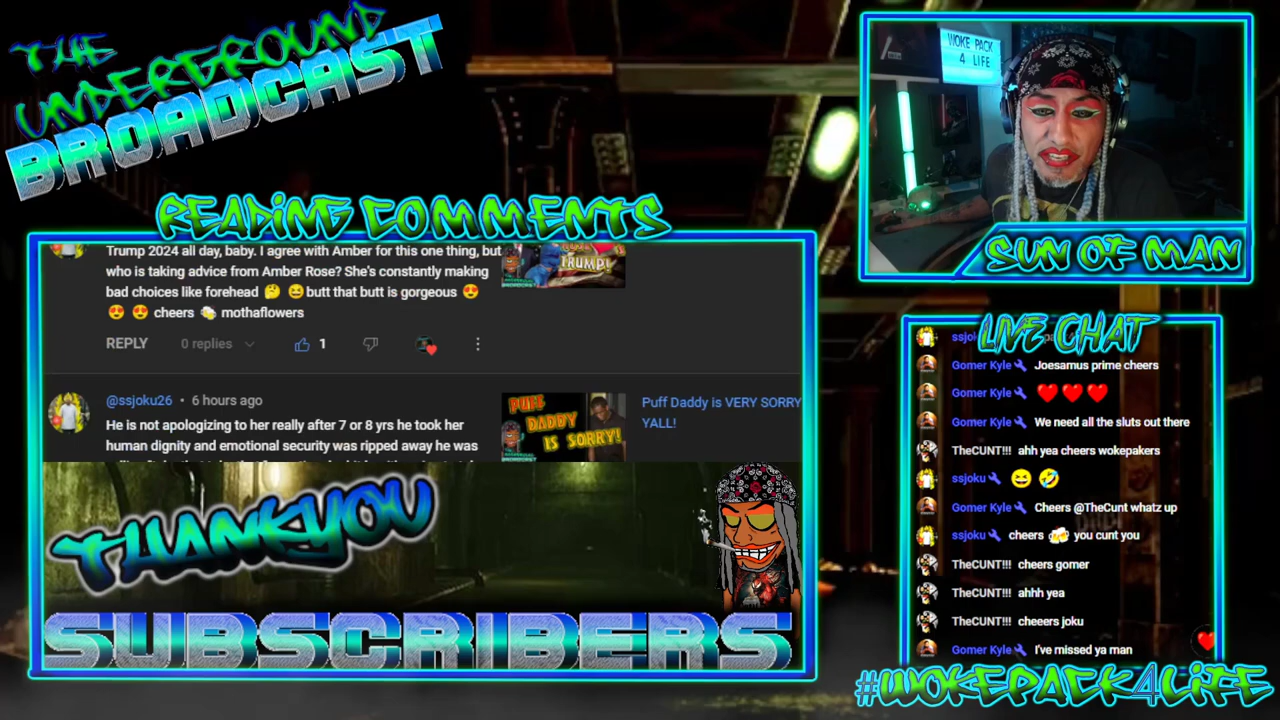 THE
UNDERGROUND
BROADCAST
READING COMMENTS
Trump 2024 all day, baby. I agree with Amber for this one thing, but
who is taking advice from Amber Rose? She's constantly making
bad choices like forehead 🤔 😆 butt that butt is gorgeous 😍
😍 😍 cheers 🍻 mothaflowers
REPLY 0 replies 1
TRUMP!
@ssjoku26 • 6 hours ago
He is not apologizing to her really after 7 or 8 yrs he took her
human dignity and emotional security was ripped away he was
PUFF
DADDY
IS SORRY!
Puff Daddy is VERY SORRY
YALL!
THANKYOU
SUBSCRIBERS
WOKE PACK
4 LIFE
SUN OF MAN
LIVE CHAT
Gomer Kyle Joesamus prime cheers
Gomer Kyle ❤️❤️❤️
Gomer Kyle We need all the sluts out there
TheCUNT!!! ahh yea cheers wokepakers
ssjoku 😆 🤣
Gomer Kyle Cheers @TheCunt whatz up
ssjoku cheers 🍻 you cunt you
TheCUNT!!! cheers gomer
TheCUNT!!! ahhh yea
TheCUNT!!! cheeers joku
Gomer Kyle I've missed ya man
#WOKEPACK4LIFE